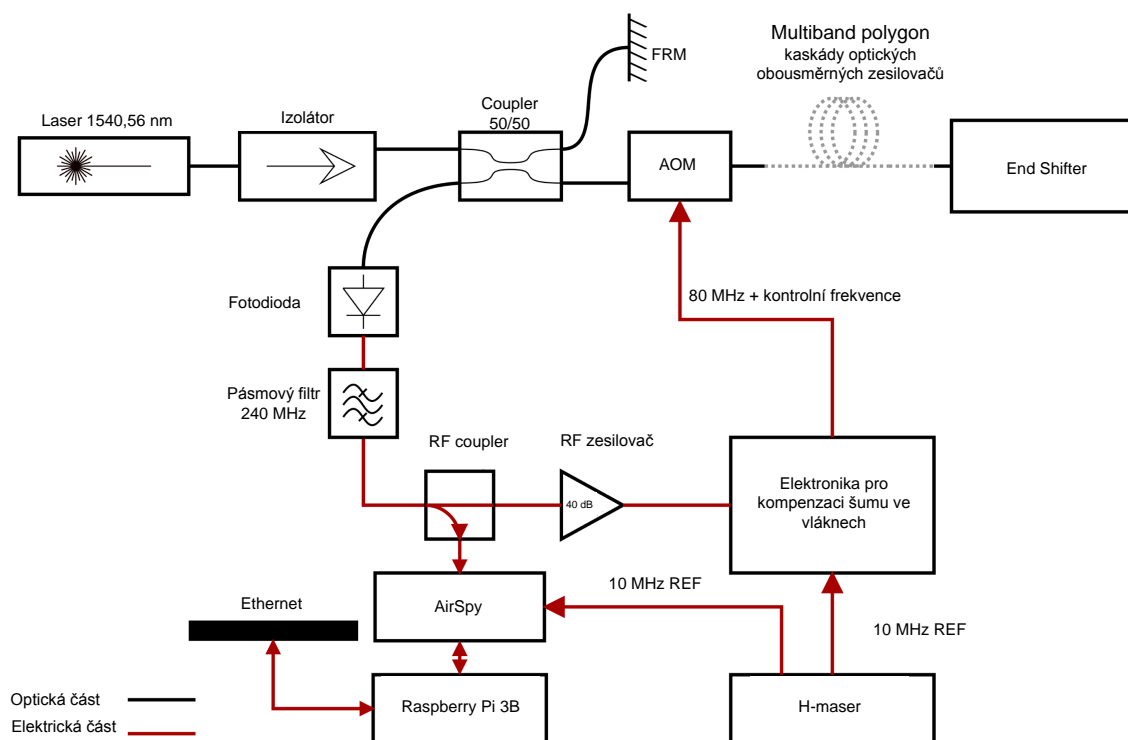 Multiband polygon
kaskády optických
obousměrných zesilovačů
FRM
Laser 1540,56 nm
Izolátor
Coupler
50/50
AOM
End Shifter
Fotodioda
80 MHz + kontrolní frekvence
Pásmový filtr
240 MHz
RF coupler
RF zesilovač
40 dB
Elektronika pro
kompenzaci šumu ve
vláknech
10 MHz REF
AirSpy
Ethernet
10 MHz REF
Raspberry Pi 3B
H-maser
Optická část
Elektrická část